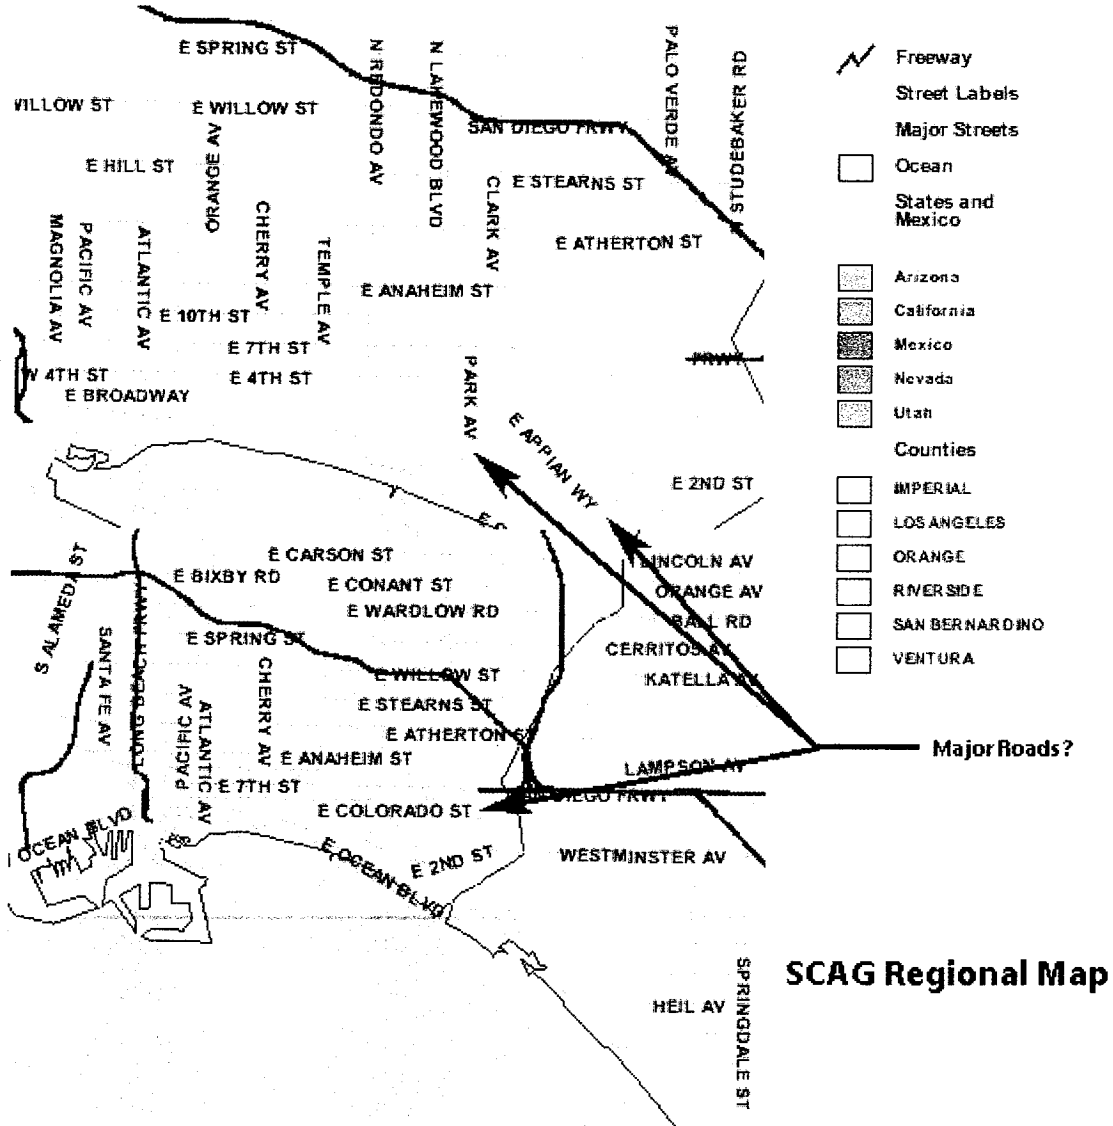 E SPRING ST
N REDONDO AV
N LAKEWOOD BLVD
PALO VERDE AV
STUDEBAKER RD
WILLOW ST
E WILLOW ST
SAN DIEGO FRWY
ORANGE AV
E HILL ST
E STEARNS ST
CLARK AV
MAGNOLIA AV
PACIFIC AV
ATLANTIC AV
CHERRY AV
TEMPLE AV
E ATHERTON ST
E ANAHEIM ST
E 10TH ST
E 7TH ST
FRWY
W 4TH ST
E 4TH ST
E BROADWAY
PARK AV
E APPIAN WY
E 2ND ST
Freeway
Street Labels
Major Streets
Ocean
States and
Mexico
Arizona
California
Mexico
Nevada
Utah
Counties
IMPERIAL
LOS ANGELES
ORANGE
RIVERSIDE
SAN BERNARDINO
VENTURA
S ALAMEDA ST
E CARSON ST
E BIXBY RD
E CONANT ST
E WARDLOW RD
LINCOLN AV
ORANGE AV
BALL RD
CERRITOS AV
KATELLA AV
SANTA FE AV
LONG BEACH FRWY
E SPRING ST
E WILLOW ST
CHERRY AV
PACIFIC AV
ATLANTIC AV
E STEARNS ST
E ATHERTON ST
E ANAHEIM ST
LAMPSON AV
Major Roads?
E 7TH ST
E COLORADO ST
SAN DIEGO FRWY
OCEAN BLVD
E OCEAN BLVD
E 2ND ST
WESTMINSTER AV
SCAG Regional Map
HEIL AV
SPRINGDALE ST